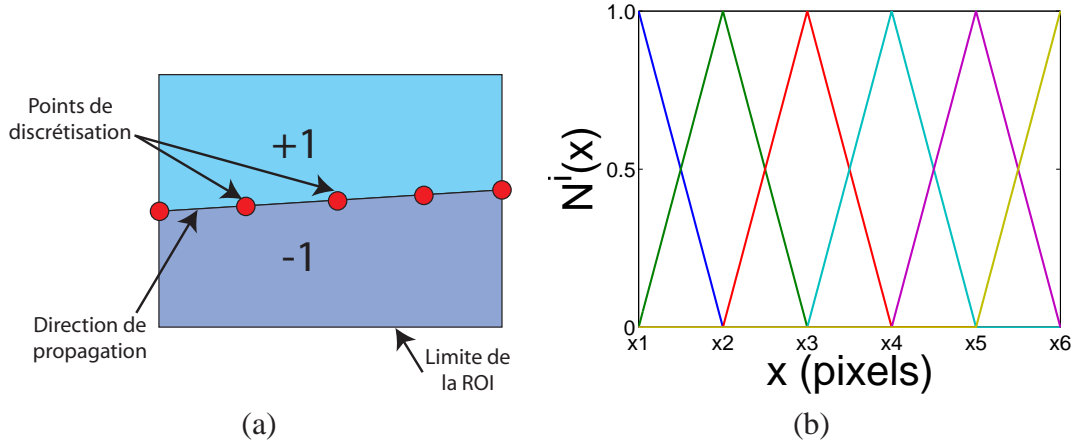 Points de
discrétisation
+1
-1
Direction de
propagation
Limite de
la ROI
(a)
1.0
0.5
0
N^i(x)
x1 x2 x3 x4 x5 x6
x (pixels)
(b)